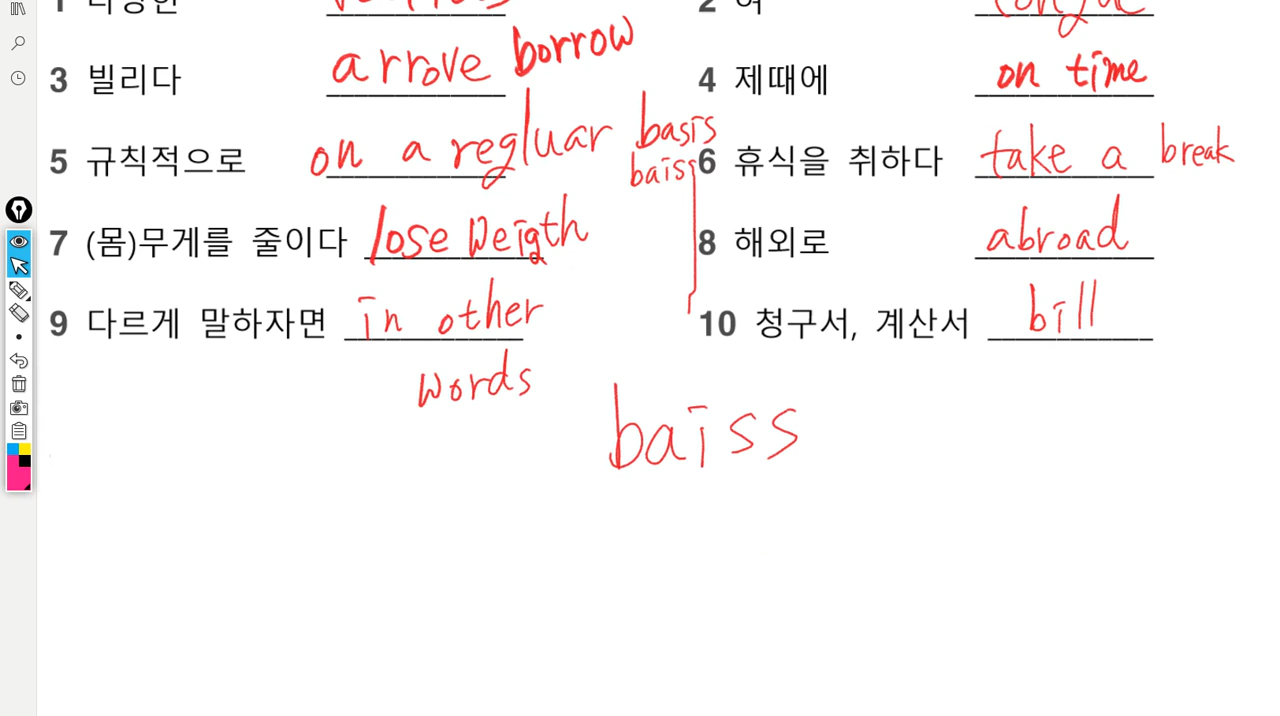 3 빌리다 arrove borrow
4 제때에 on time
5 규칙적으로 on a regluar basis
baiss
6 휴식을 취하다 take a break
7 (몸)무게를 줄이다 lose weigth
8 해외로 abroad
9 다르게 말하자면 in other
words
10 청구서, 계산서 bill
baiss